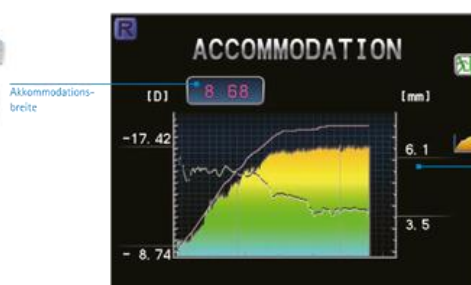 R
ACCOMMODATION
Akkommodations-
breite
[D]
8.68
[mm]
-17.42
6.1
3.5
- 8.74